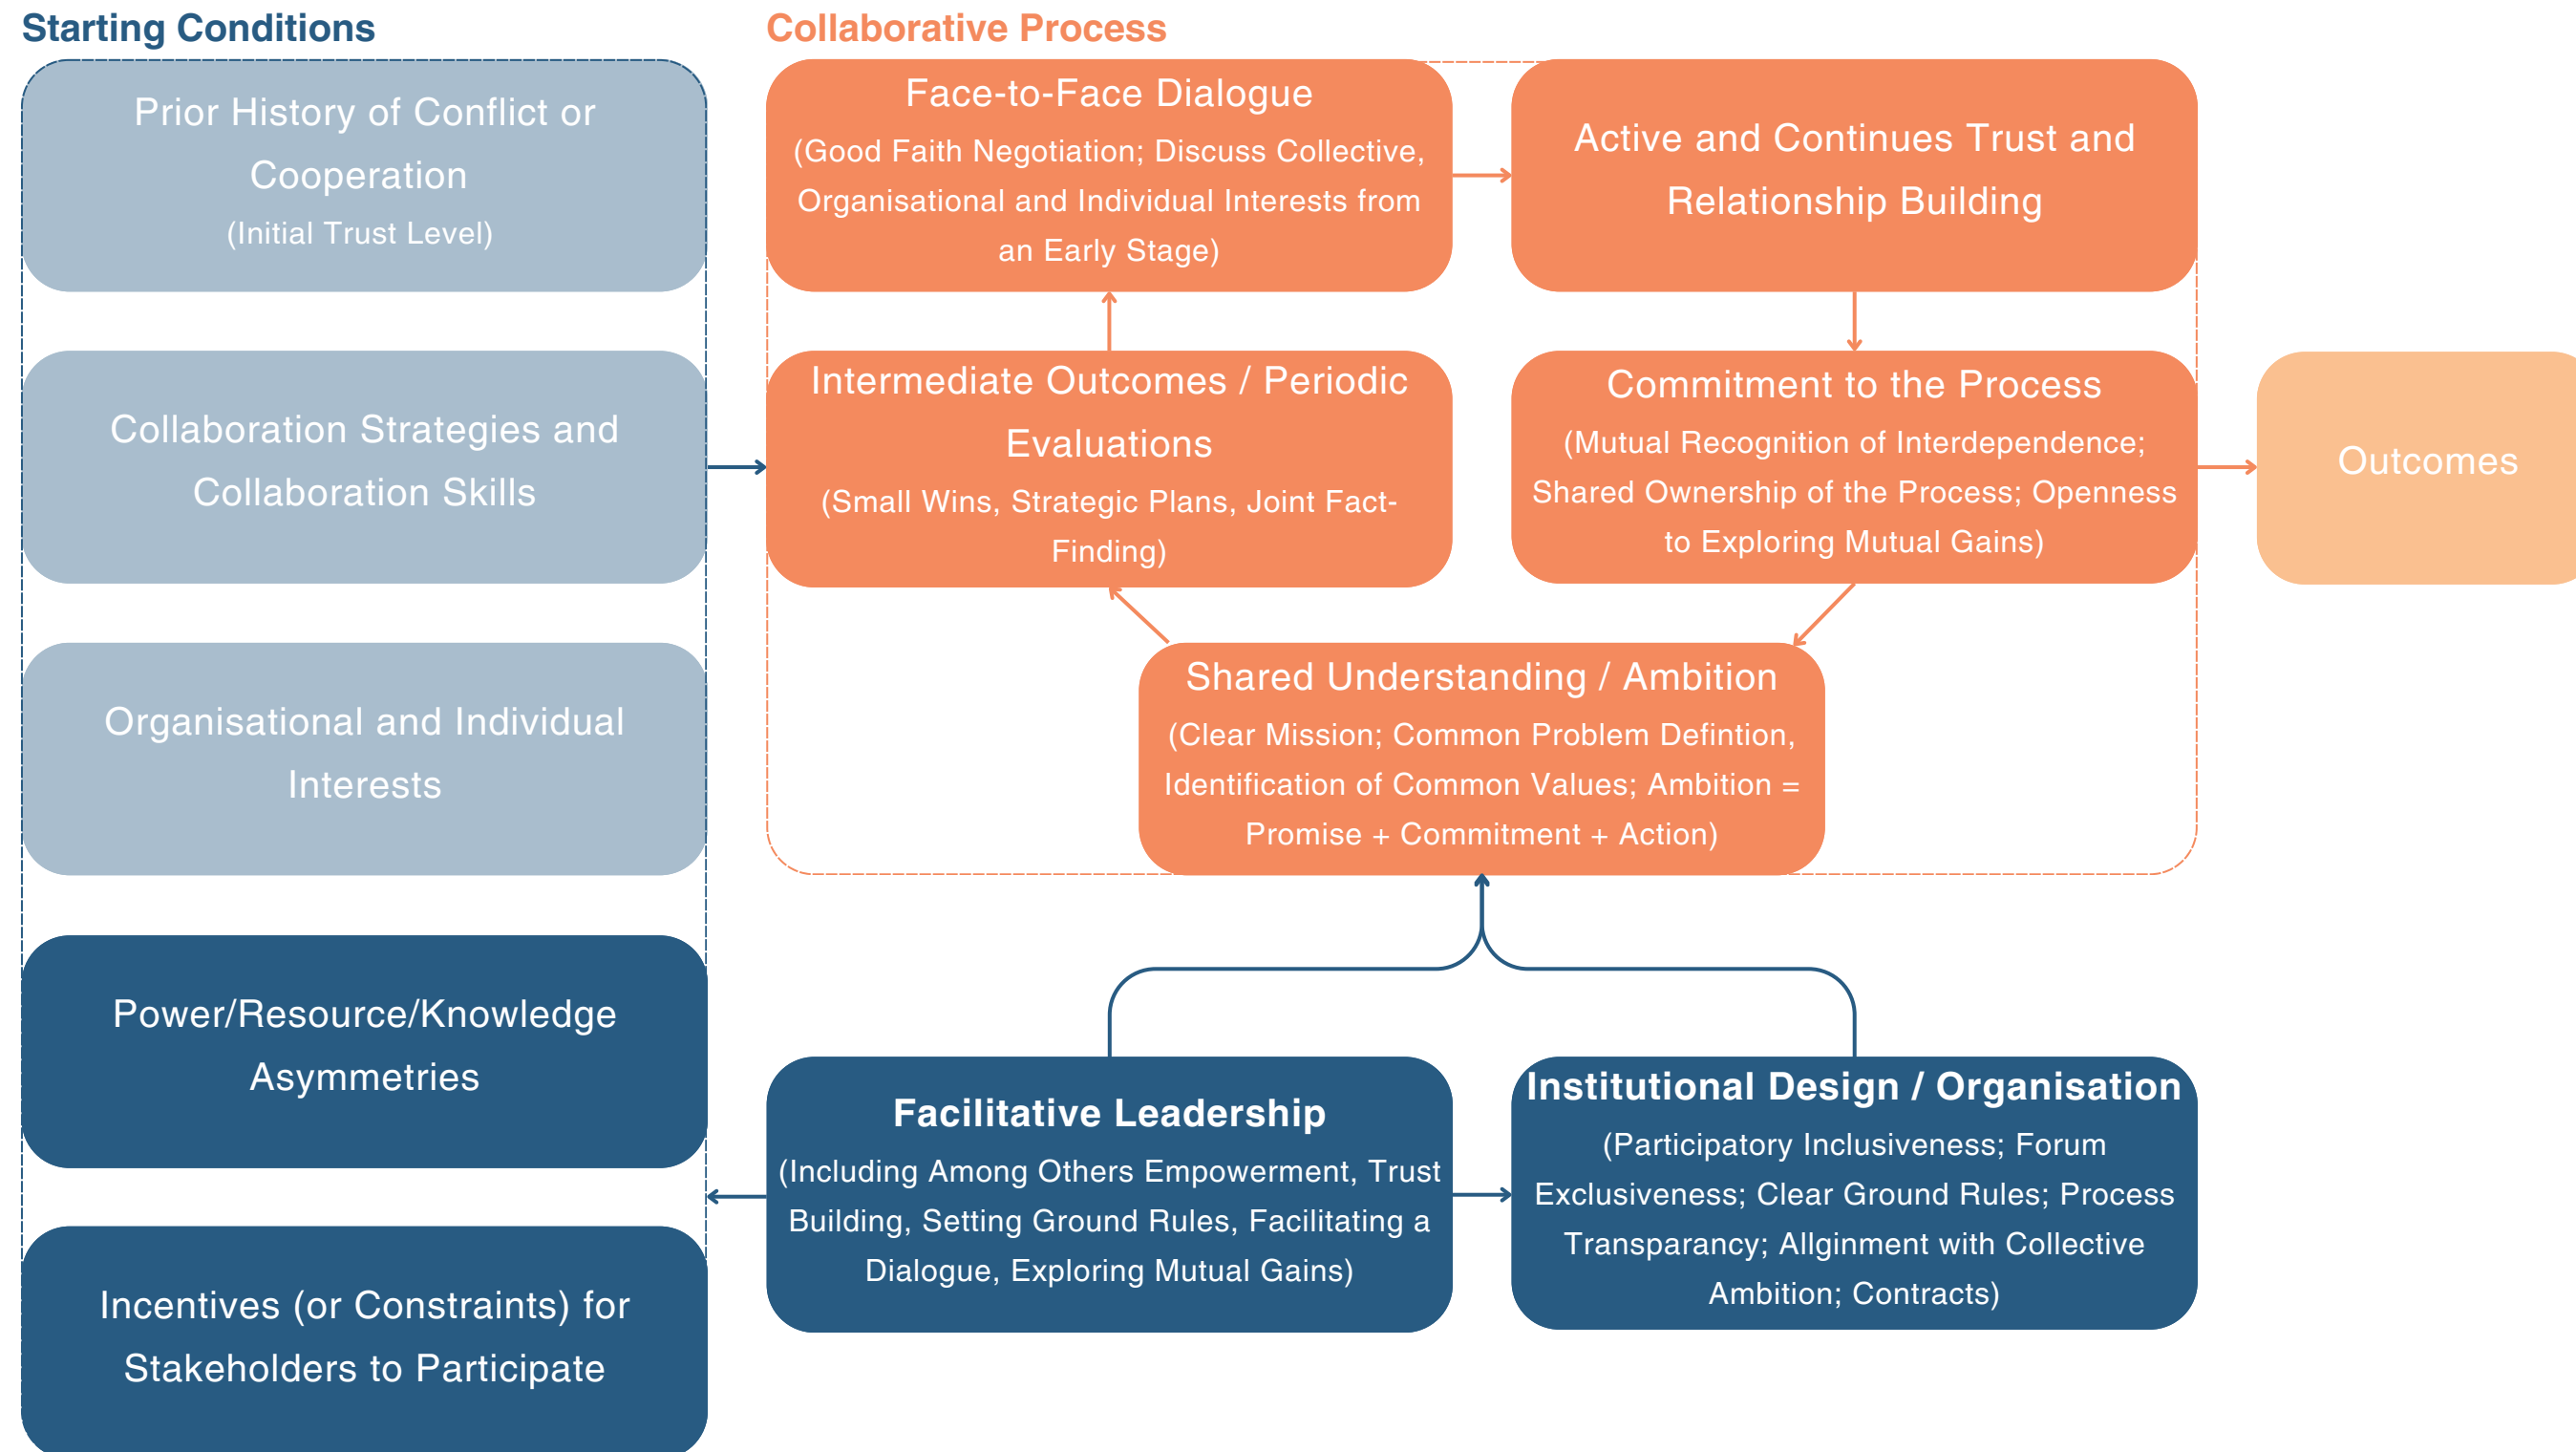 Starting Conditions
Prior History of Conflict or
Cooperation
(Initial Trust Level)
Collaboration Strategies and
Collaboration Skills
Organisational and Individual
Interests
Power/Resource/Knowledge
Asymmetries
Incentives (or Constraints) for
Stakeholders to Participate
Collaborative Process
Face-to-Face Dialogue
(Good Faith Negotiation; Discuss Collective,
Organisational and Individual Interests from
an Early Stage)
Active and Continues Trust and
Relationship Building
Intermediate Outcomes / Periodic
Evaluations
(Small Wins, Strategic Plans, Joint Fact-
Finding)
Commitment to the Process
(Mutual Recognition of Interdependence;
Shared Ownership of the Process; Openness
to Exploring Mutual Gains)
Shared Understanding / Ambition
(Clear Mission; Common Problem Defintion,
Identification of Common Values; Ambition =
Promise + Commitment + Action)
Outcomes
Facilitative Leadership
(Including Among Others Empowerment, Trust
Building, Setting Ground Rules, Facilitating a
Dialogue, Exploring Mutual Gains)
Institutional Design / Organisation
(Participatory Inclusiveness; Forum
Exclusiveness; Clear Ground Rules; Process
Transparancy; Allginment with Collective
Ambition; Contracts)